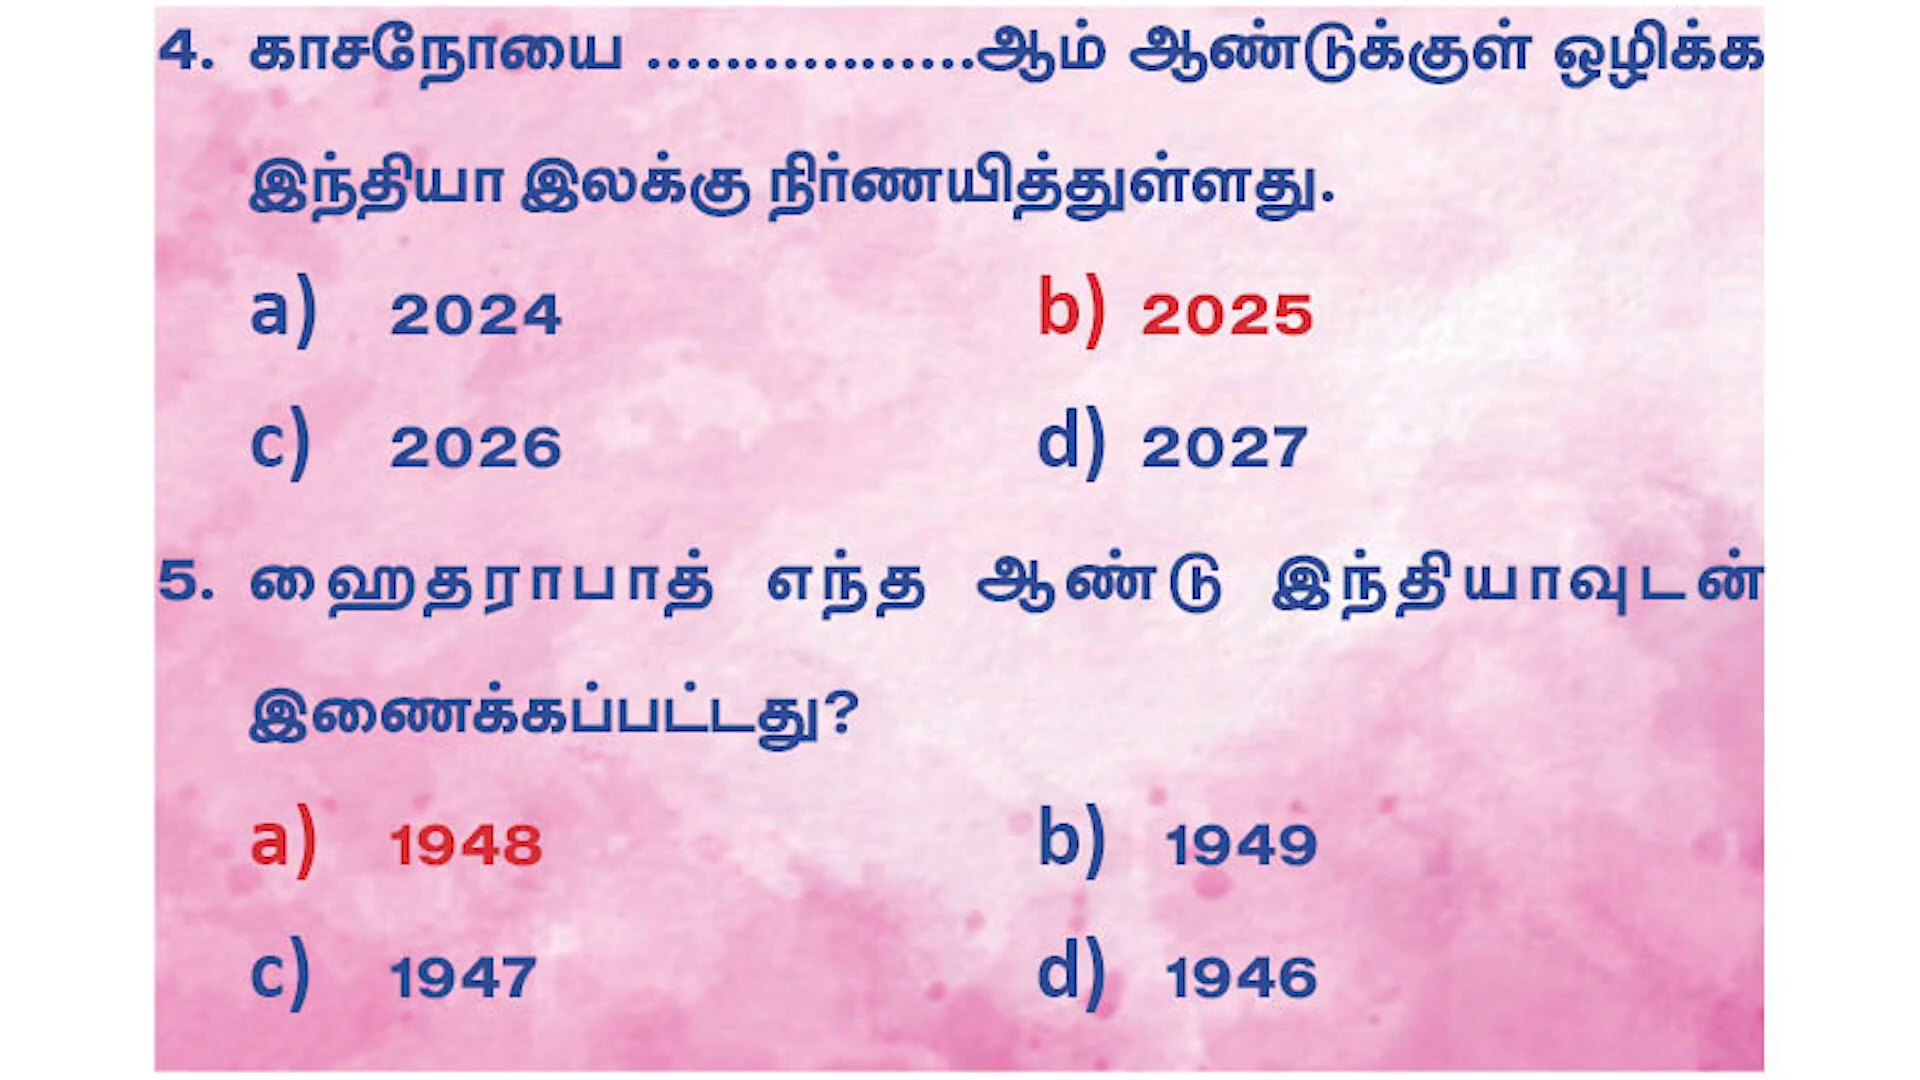 4. காசநோயை .................ஆம் ஆண்டுக்குள் ஒழிக்க
இந்தியா இலக்கு நிர்ணயித்துள்ளது.
a) 2024 b) 2025
c) 2026 d) 2027
5. ஹைதராபாத் எந்த ஆண்டு இந்தியாவுடன்
இணைக்கப்பட்டது?
a) 1948 b) 1949
c) 1947 d) 1946